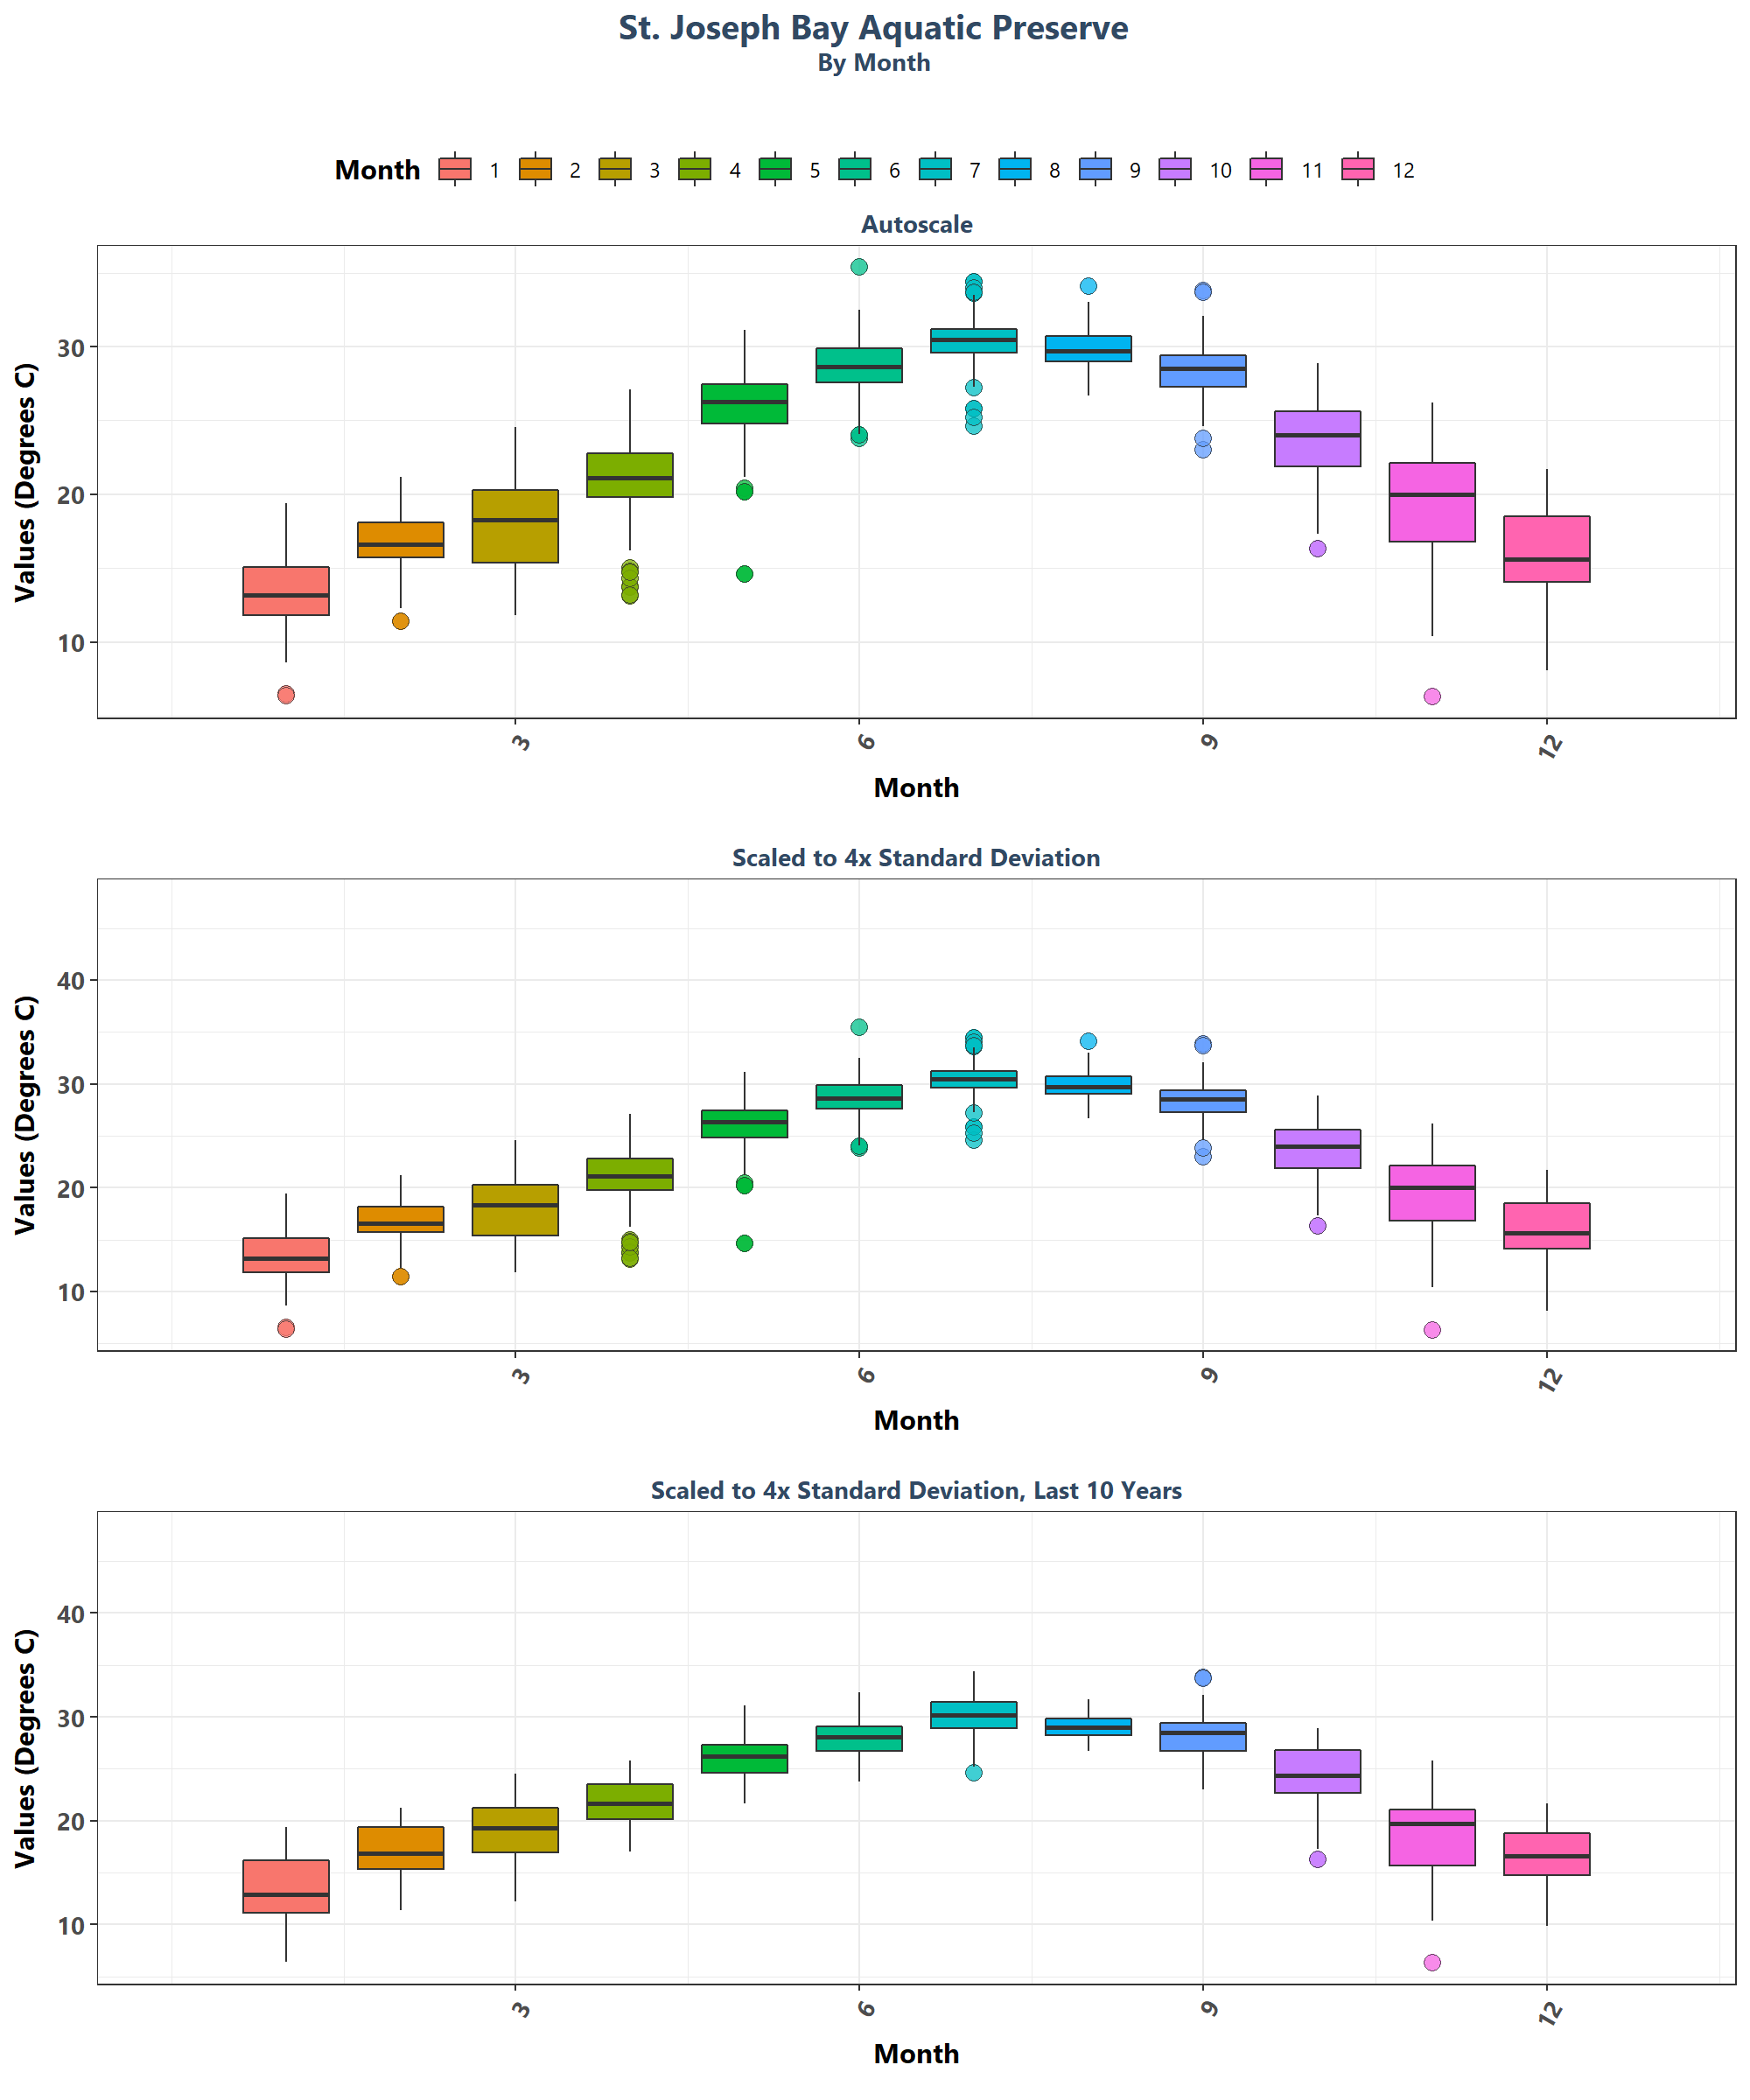 St. Joseph Bay Aquatic Preserve
By Month
Month 1 2 3 4 5 6 7 8 9 10 11 12
Autoscale
Values (Degrees C)
30
20
10
3 6 9 12
Month
Scaled to 4x Standard Deviation
Values (Degrees C)
40
30
20
10
3 6 9 12
Month
Scaled to 4x Standard Deviation, Last 10 Years
Values (Degrees C)
40
30
20
10
3 6 9 12
Month